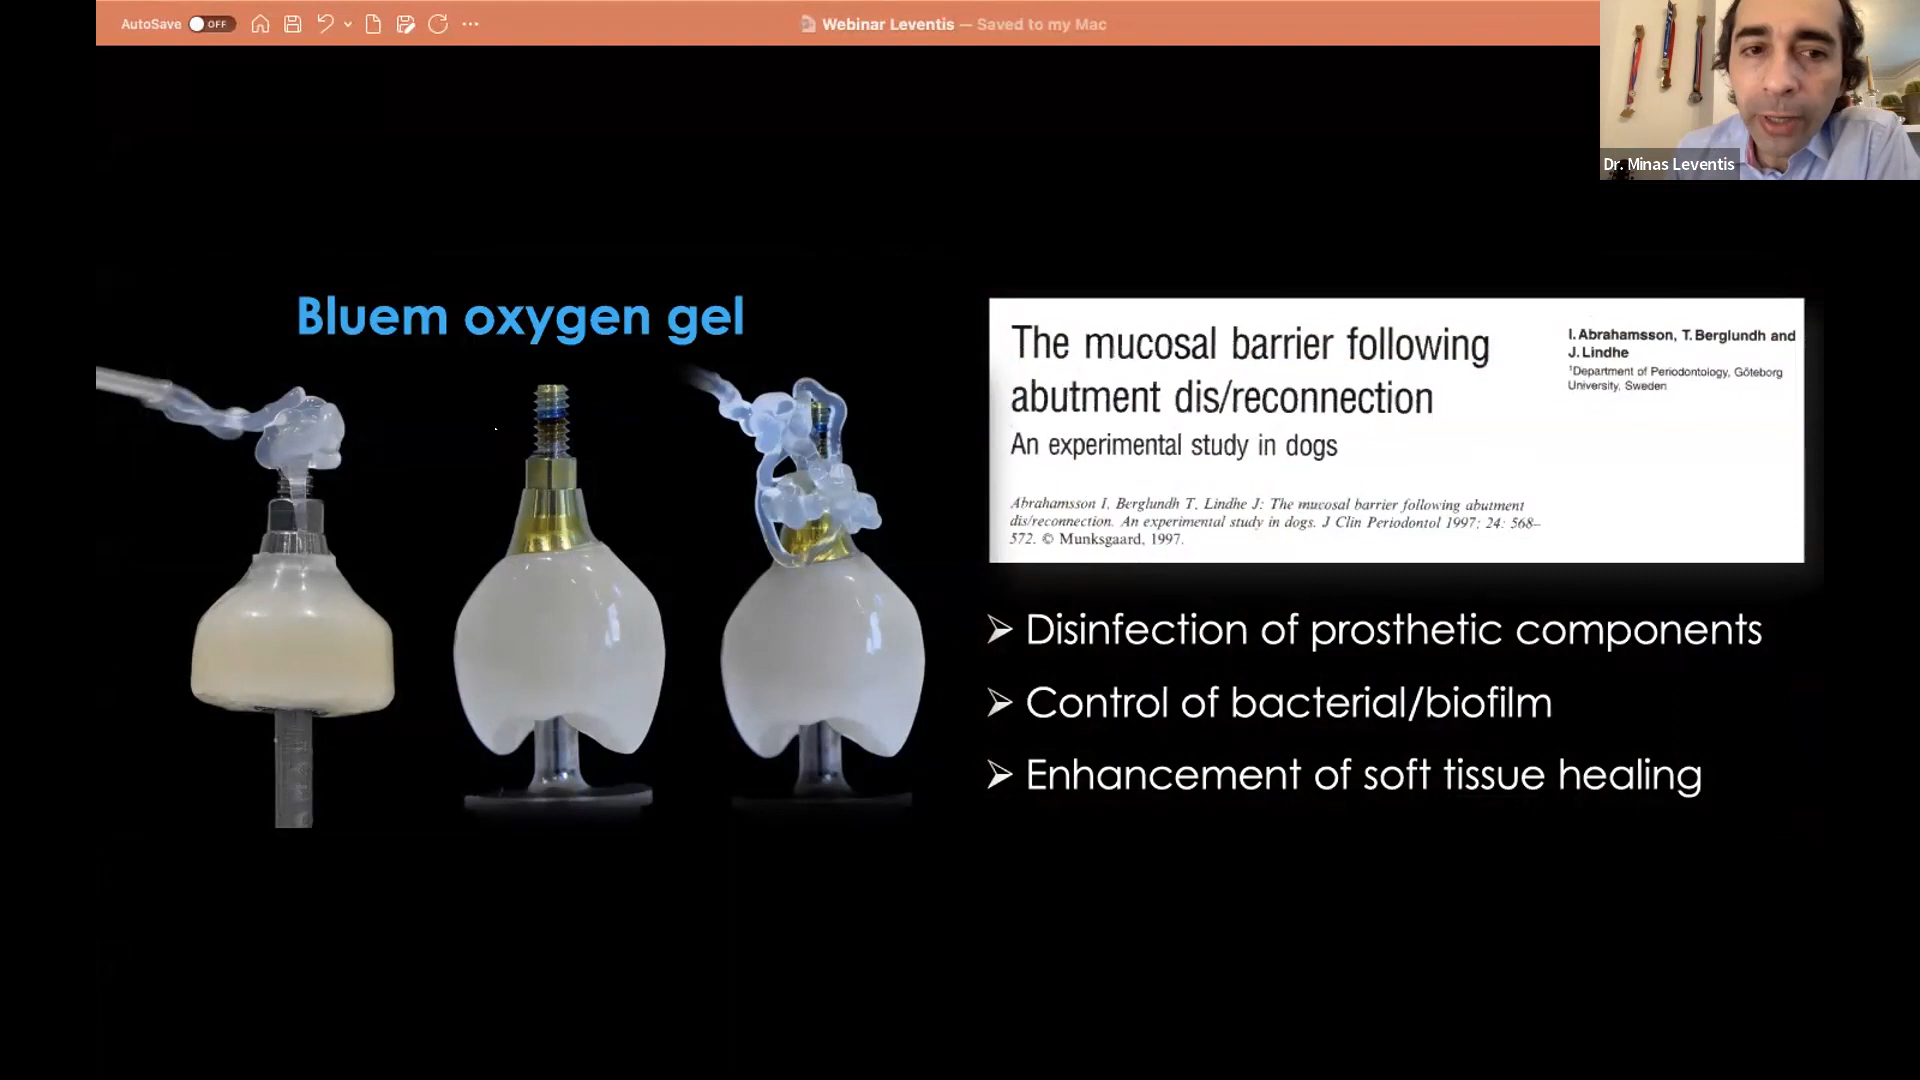 AutoSave OFF
Webinar Leventis — Saved to my Mac
Dr. Minas Leventis
Bluem oxygen gel
The mucosal barrier following
abutment dis/reconnection
An experimental study in dogs
I. Abrahamsson, T. Berglundh and
J. Lindhe
¹Department of Periodontology, Göteborg
University, Sweden
Abrahamsson I, Berglundh T, Lindhe J: The mucosal barrier following abutment
dis/reconnection. An experimental study in dogs. J Clin Periodontol 1997; 24: 568–
572. © Munksgaard, 1997.
➢ Disinfection of prosthetic components
➢ Control of bacterial/biofilm
➢ Enhancement of soft tissue healing